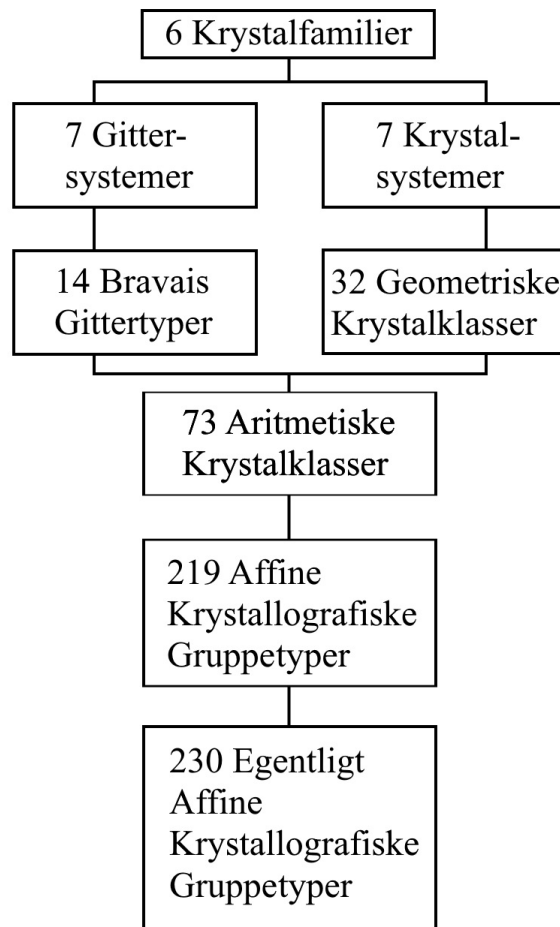 6 Krystalfamilier
7 Gitter-
systemer
7 Krystal-
systemer
14 Bravais
Gittertyper
32 Geometriske
Krystalklasser
73 Aritmetiske
Krystalklasser
219 Affine
Krystallografiske
Gruppetyper
230 Egentligt
Affine
Krystallografiske
Gruppetyper